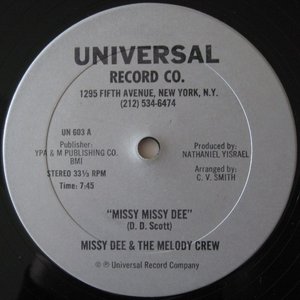 UNIVERSAL
RECORD CO.
1295 FIFTH AVENUE, NEW YORK, N.Y.
(212) 534-6474
UN 603 A
Publisher:
YPA & M PUBLISHING CO.
BMI
STEREO 33⅓ RPM
Time: 7:45
Produced by:
NATHANIEL YISRAEL
Arranged by:
C. V. SMITH
"MISSY MISSY DEE"
(D. D. Scott)
MISSY DEE & THE MELODY CREW
© ℗ Universal Record Company